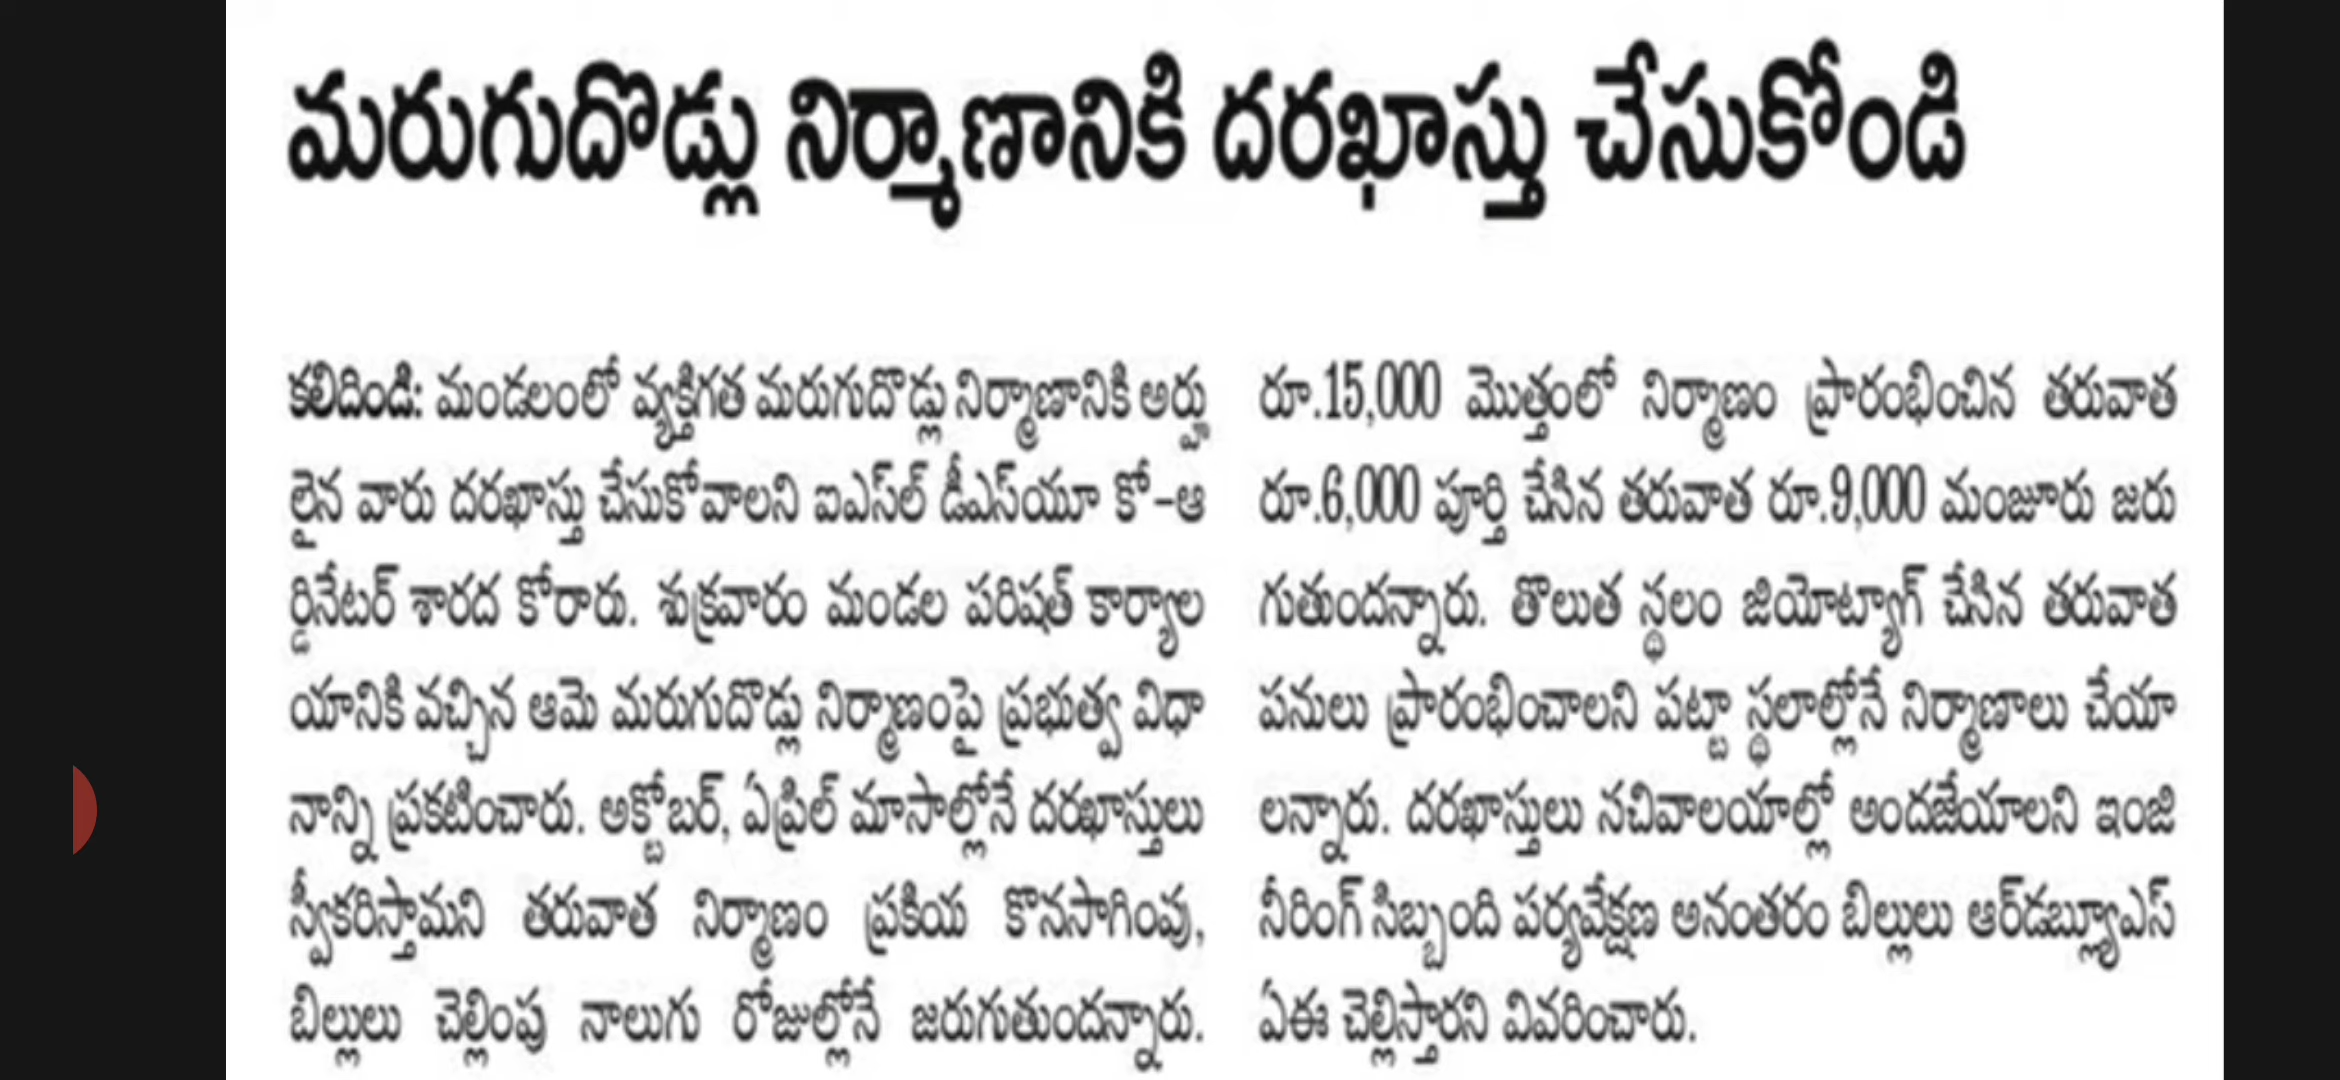 మరుగుదొడ్లు నిర్మాణానికి దరఖాస్తు చేసుకోండి
కలిదిండి: మండలంలో వ్యక్తిగత మరుగుదొడ్లు నిర్మాణానికి అర్హు
లైన వారు దరఖాస్తు చేసుకోవాలని ఐఎస్ఎల్ డీఎస్‌యూ కో-ఆ
ర్డినేటర్ శారద కోరారు. శుక్రవారం మండల పరిషత్ కార్యాల
యానికి వచ్చిన ఆమె మరుగుదొడ్లు నిర్మాణంపై ప్రభుత్వ విధా
నాన్ని ప్రకటించారు. అక్టోబర్, ఏప్రిల్ మాసాల్లోనే దరఖాస్తులు
స్వీకరిస్తామని తరువాత నిర్మాణం ప్రకియ కొనసాగింపు,
బిల్లులు చెల్లింపు నాలుగు రోజుల్లోనే జరుగుతుందన్నారు.
రూ.15,000 మొత్తంలో నిర్మాణం ప్రారంభించిన తరువాత
రూ.6,000 పూర్తి చేసిన తరువాత రూ.9,000 మంజూరు జరు
గుతుందన్నారు. తొలుత స్థలం జియోట్యాగ్ చేసిన తరువాత
పనులు ప్రారంభించాలని పట్టా స్థలాల్లోనే నిర్మాణాలు చేయా
లన్నారు. దరఖాస్తులు నచివాలయాల్లో అందజేయాలని ఇంజి
నీరింగ్ సిబ్బంది పర్యవేక్షణ అనంతరం బిల్లులు ఆర్‌డబ్ల్యూఎస్
ఏఈ చెల్లిస్తారని వివరించారు.